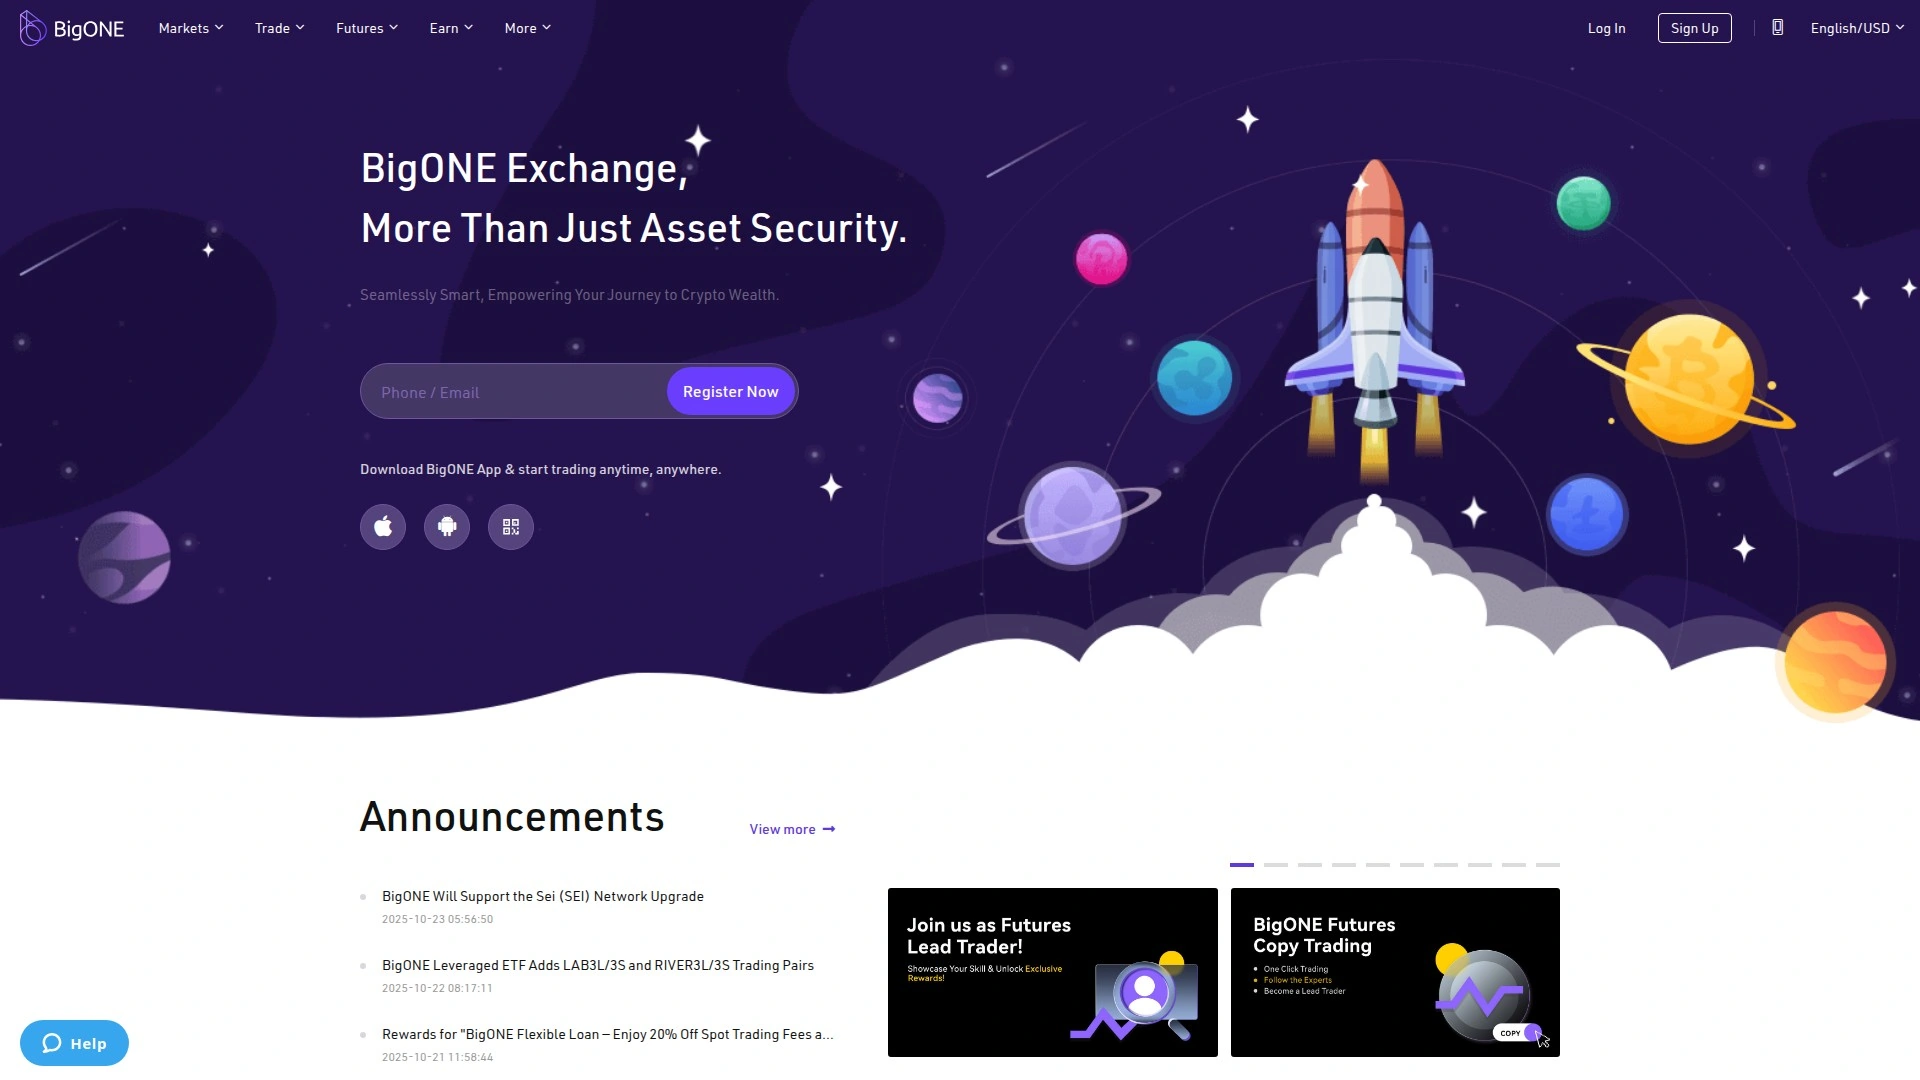 BigONE
Markets
Trade
Futures
Earn
More
Log In
Sign Up
English/USD
BigONE Exchange,
More Than Just Asset Security.
Seamlessly Smart, Empowering Your Journey to Crypto Wealth.
Phone / Email
Register Now
Download BigONE App & start trading anytime, anywhere.
Announcements
View more
BigONE Will Support the Sei (SEI) Network Upgrade
2025-10-23 05:56:50
BigONE Leveraged ETF Adds LAB3L/3S and RIVER3L/3S Trading Pairs
2025-10-22 08:17:11
Rewards for "BigONE Flexible Loan – Enjoy 20% Off Spot Trading Fees a...
2025-10-21 11:58:44
Join us as Futures
Lead Trader!
Showcase Your Skill & Unlock Exclusive
Rewards!
BigONE Futures
Copy Trading
One Click Trading
Follow the Experts
Become a Lead Trader
COPY
Help